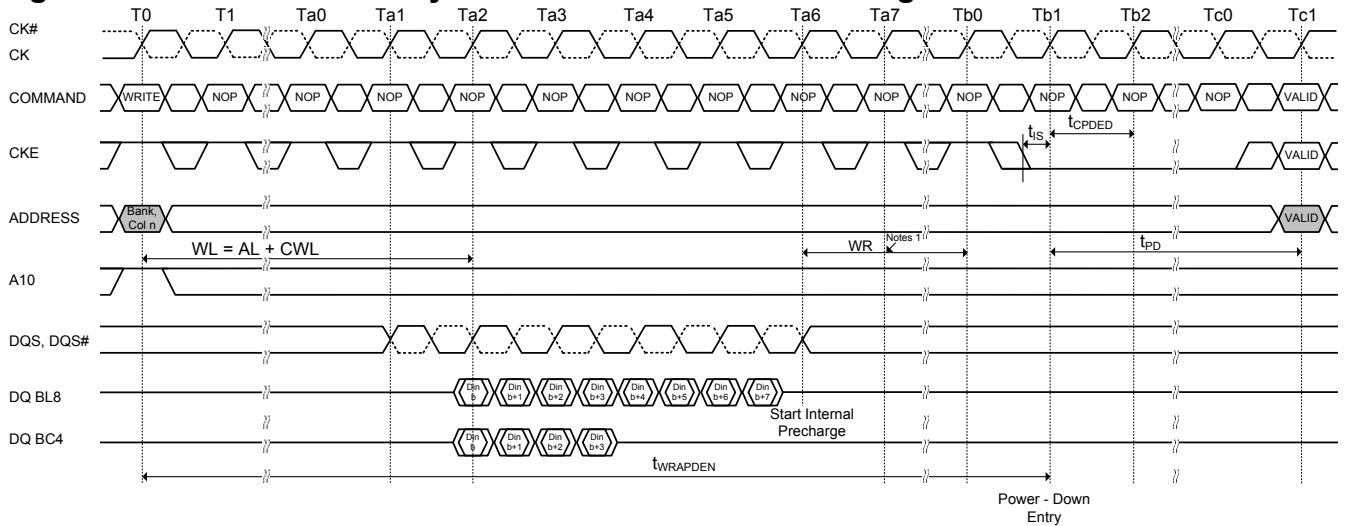 T0 T1 Ta0 Ta1 Ta2 Ta3 Ta4 Ta5 Ta6 Ta7 Tb0 Tb1 Tb2 Tc0 Tc1
CK#
CK
COMMAND WRITE NOP NOP NOP NOP NOP NOP NOP NOP NOP NOP NOP NOP NOP VALID
tIS tCPDED
CKE VALID
ADDRESS Bank, Col n VALID
WL = AL + CWL WR Notes 1 tPD
A10
DQS, DQS#
DQ BL8 Din b Din b+1 Din b+2 Din b+3 Din b+4 Din b+5 Din b+6 Din b+7
Start Internal
Precharge
DQ BC4 Din b Din b+1 Din b+2 Din b+3
tWRAPDEN
Power - Down
Entry